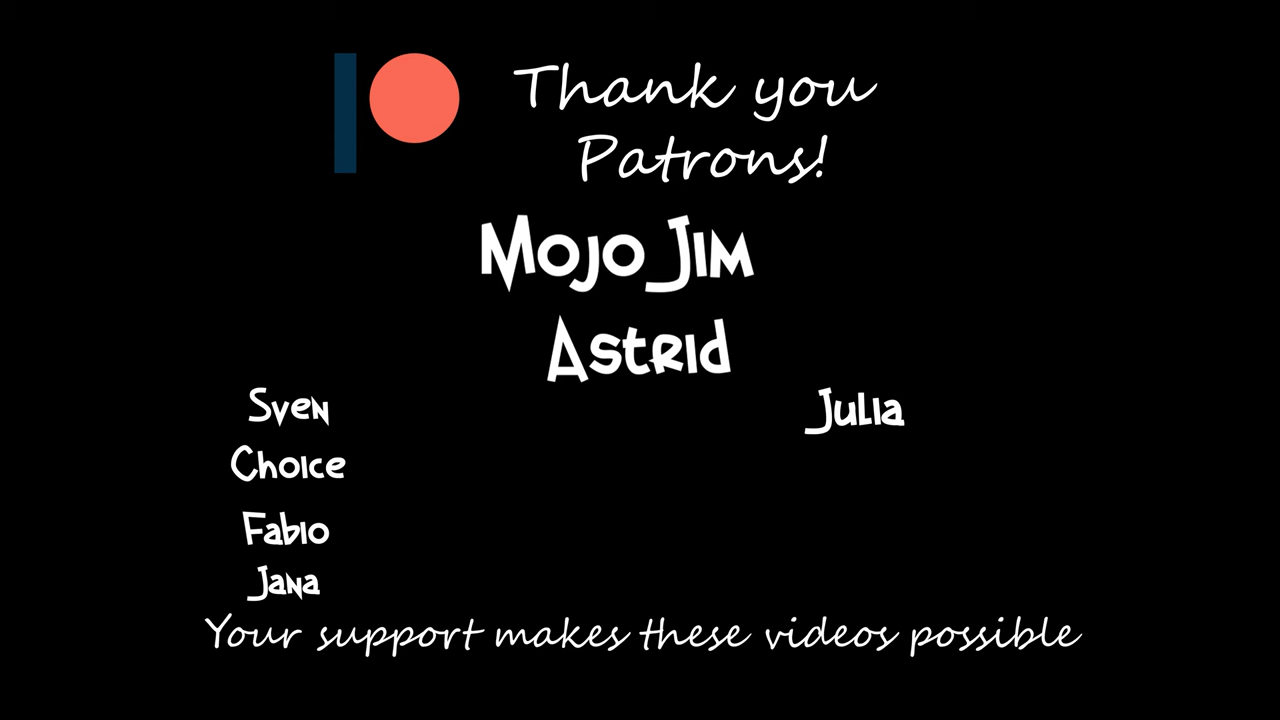 Thank you
Patrons!
Mojo Jim
Astrid
Sven
Julia
Choice
Fabio
Jana
Your support makes these videos possible